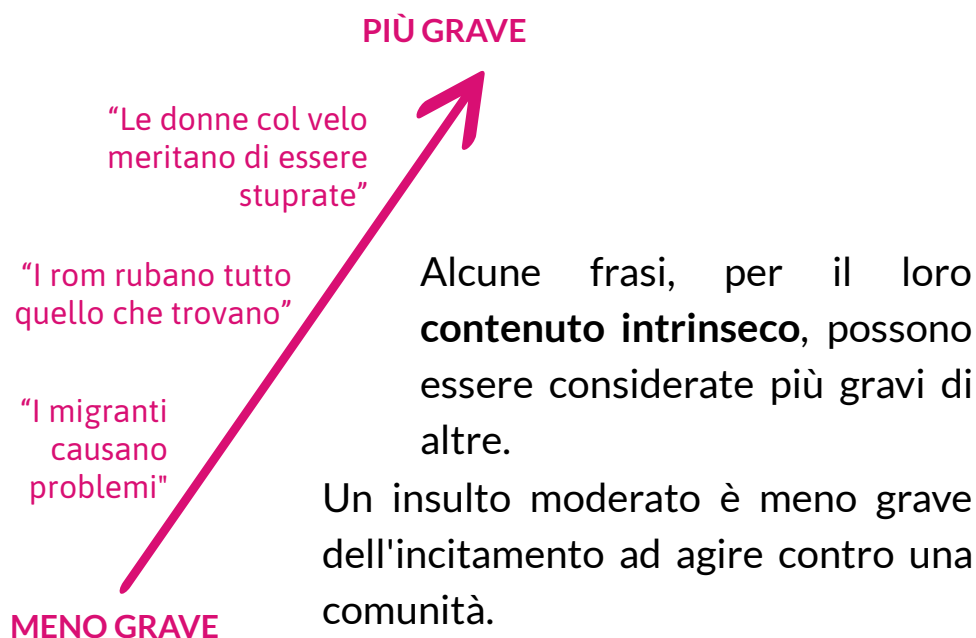 PIÙ GRAVE
“Le donne col velo
meritano di essere
stuprate”
“I rom rubano tutto
quello che trovano”
“I migranti
causano
problemi"
MENO GRAVE
Alcune frasi, per il loro
contenuto intrinseco, possono
essere considerate più gravi di
altre.
Un insulto moderato è meno grave
dell'incitamento ad agire contro una
comunità.